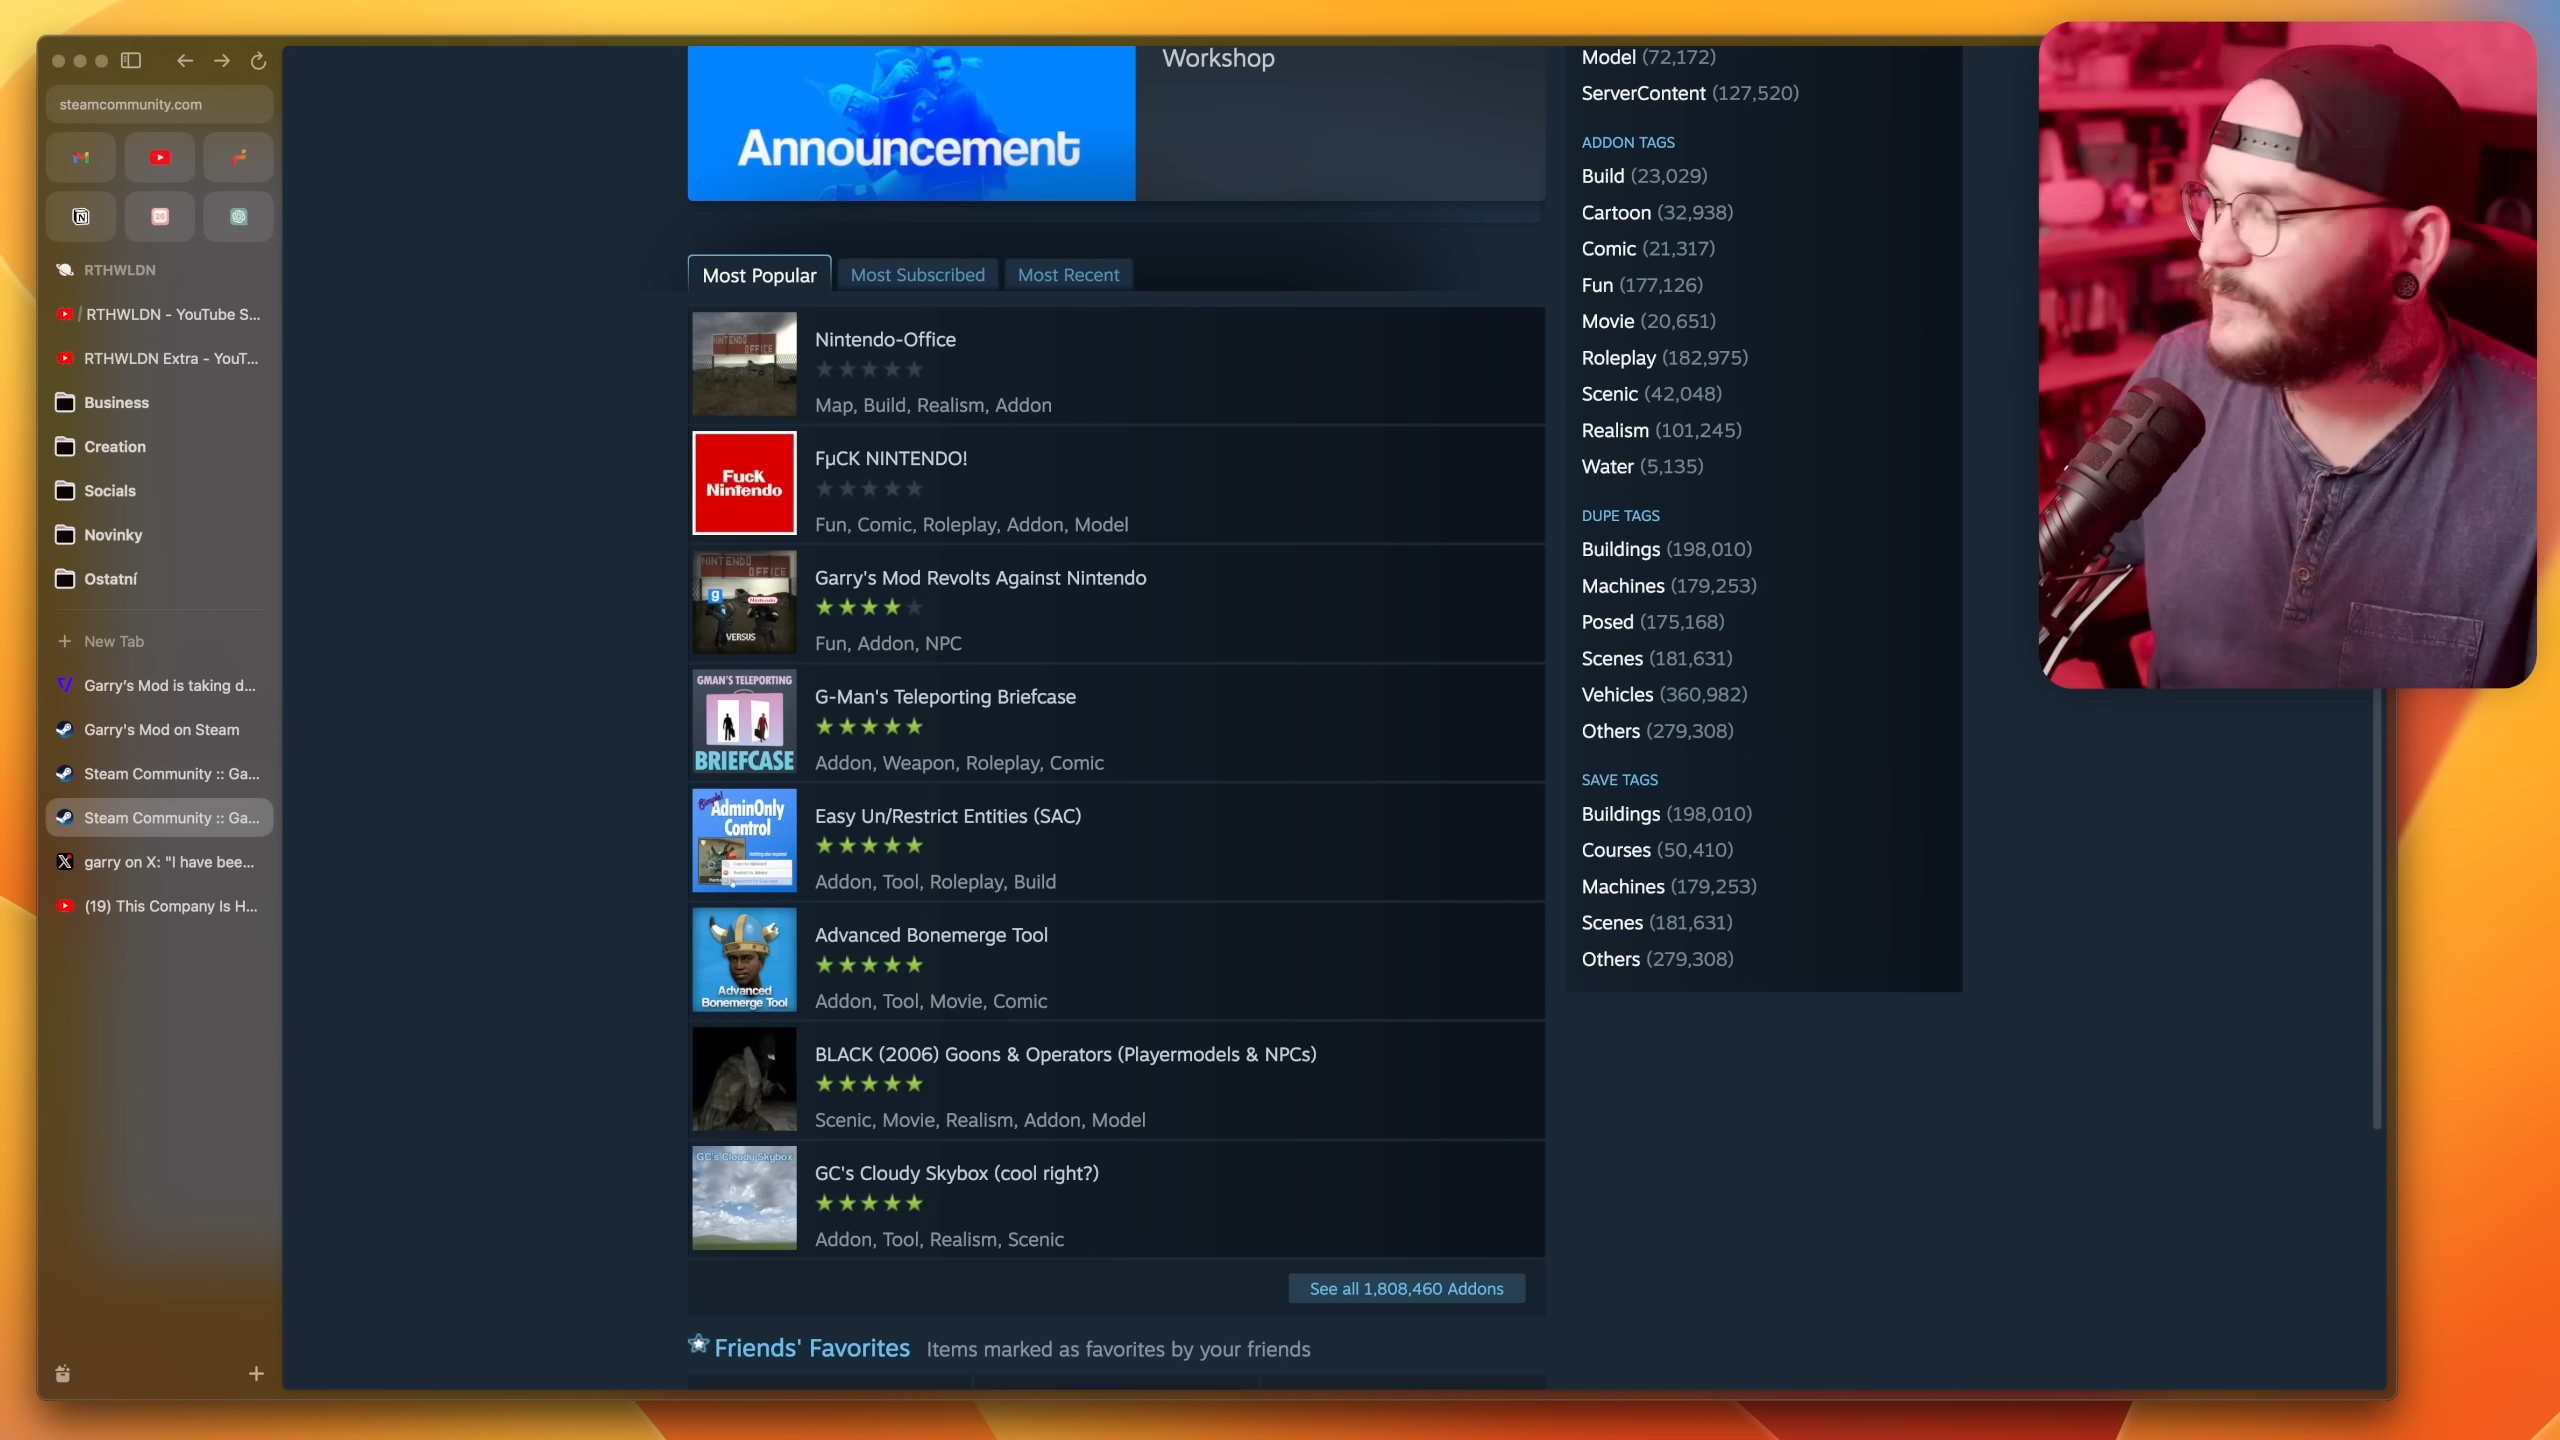 steamcommunity.com
RTHWLDN
/ RTHWLDN - YouTube S...
RTHWLDN Extra - YouT...
Business
Creation
Socials
Novinky
Ostatní
New Tab
Garry's Mod is taking d...
Garry's Mod on Steam
Steam Community :: Ga...
Steam Community :: Ga...
garry on X: "I have bee...
(19) This Company Is H...
Announcement
Workshop
Most Popular
Most Subscribed
Most Recent
NINTENDO OFFICE
Nintendo-Office
Map, Build, Realism, Addon
Fuck
Nintendo
FμCK NINTENDO!
Fun, Comic, Roleplay, Addon, Model
NINTENDO OFFICE
VERSUS
Garry's Mod Revolts Against Nintendo
Fun, Addon, NPC
GMAN'S TELEPORTING
BRIEFCASE
G-Man's Teleporting Briefcase
Addon, Weapon, Roleplay, Comic
Simple!
AdminOnly
Control
Easy Un/Restrict Entities (SAC)
Addon, Tool, Roleplay, Build
Advanced
Bonemerge Tool
Advanced Bonemerge Tool
Addon, Tool, Movie, Comic
BLACK (2006) Goons & Operators (Playermodels & NPCs)
Scenic, Movie, Realism, Addon, Model
GC's Cloudy Skybox
GC's Cloudy Skybox (cool right?)
Addon, Tool, Realism, Scenic
See all 1,808,460 Addons
Friends' Favorites
Items marked as favorites by your friends
Model (72,172)
ServerContent (127,520)
ADDON TAGS
Build (23,029)
Cartoon (32,938)
Comic (21,317)
Fun (177,126)
Movie (20,651)
Roleplay (182,975)
Scenic (42,048)
Realism (101,245)
Water (5,135)
DUPE TAGS
Buildings (198,010)
Machines (179,253)
Posed (175,168)
Scenes (181,631)
Vehicles (360,982)
Others (279,308)
SAVE TAGS
Buildings (198,010)
Courses (50,410)
Machines (179,253)
Scenes (181,631)
Others (279,308)